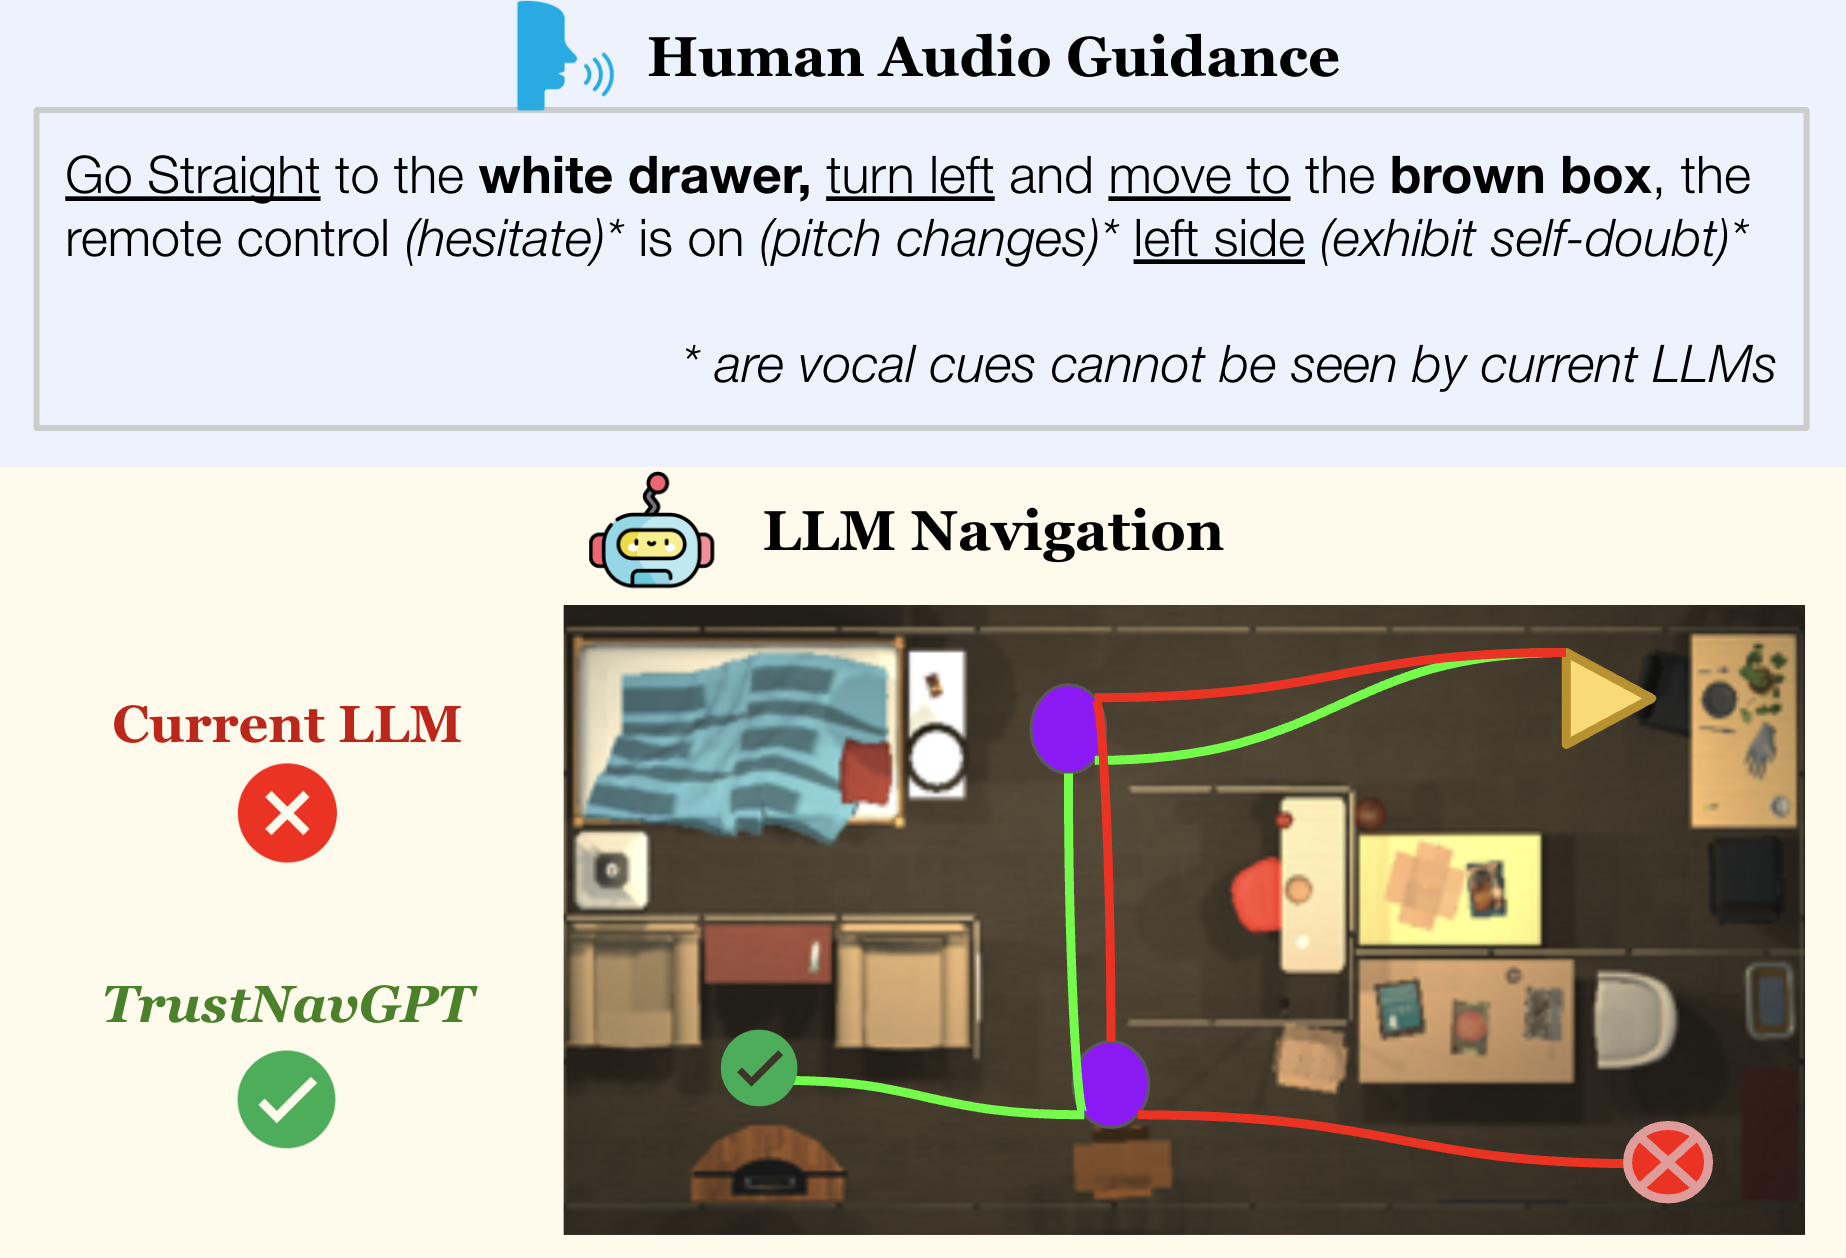 Human Audio Guidance
Go Straight to the white drawer, turn left and move to the brown box, the
remote control (hesitate)* is on (pitch changes)* left side (exhibit self-doubt)*
* are vocal cues cannot be seen by current LLMs
LLM Navigation
Current LLM
TrustNavGPT